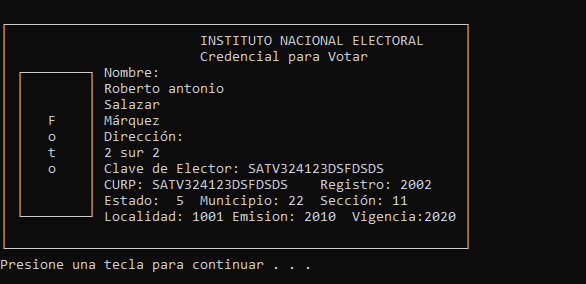 INSTITUTO NACIONAL ELECTORAL
Credencial para Votar
Nombre:
Roberto antonio
Salazar
F Márquez
o Dirección:
t 2 sur 2
o Clave de Elector: SATV324123DSFDSDS
CURP: SATV324123DSFDSDS    Registro: 2002
Estado:  5  Municipio: 22  Sección: 11
Localidad: 1001 Emision: 2010  Vigencia:2020
Presione una tecla para continuar . . .